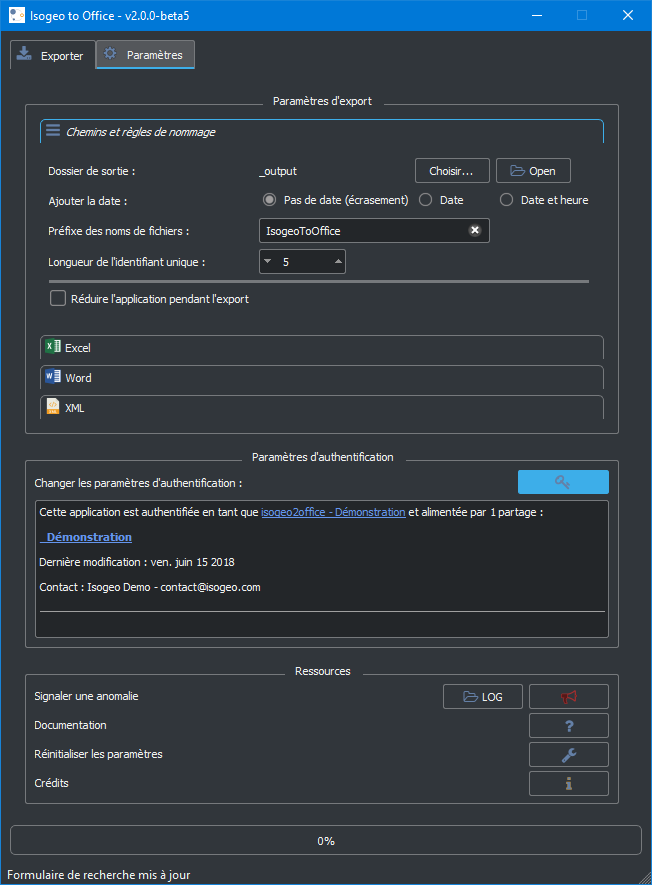 Isogeo to Office - v2.0.0-beta5
Exporter
Paramètres
Paramètres d'export
Chemins et règles de nommage
Dossier de sortie : _output Choisir... Open
Ajouter la date : Pas de date (écrasement) Date Date et heure
Préfixe des noms de fichiers : IsogeoToOffice
Longueur de l'identifiant unique : 5
Réduire l'application pendant l'export
Excel
Word
XML
Paramètres d'authentification
Changer les paramètres d'authentification :
Cette application est authentifiée en tant que isogeo2office - Démonstration et alimentée par 1 partage :
_Démonstration
Dernière modification : ven. juin 15 2018
Contact : Isogeo Demo - contact@isogeo.com
Ressources
Signaler une anomalie LOG
Documentation
Réinitialiser les paramètres
Crédits
0%
Formulaire de recherche mis à jour